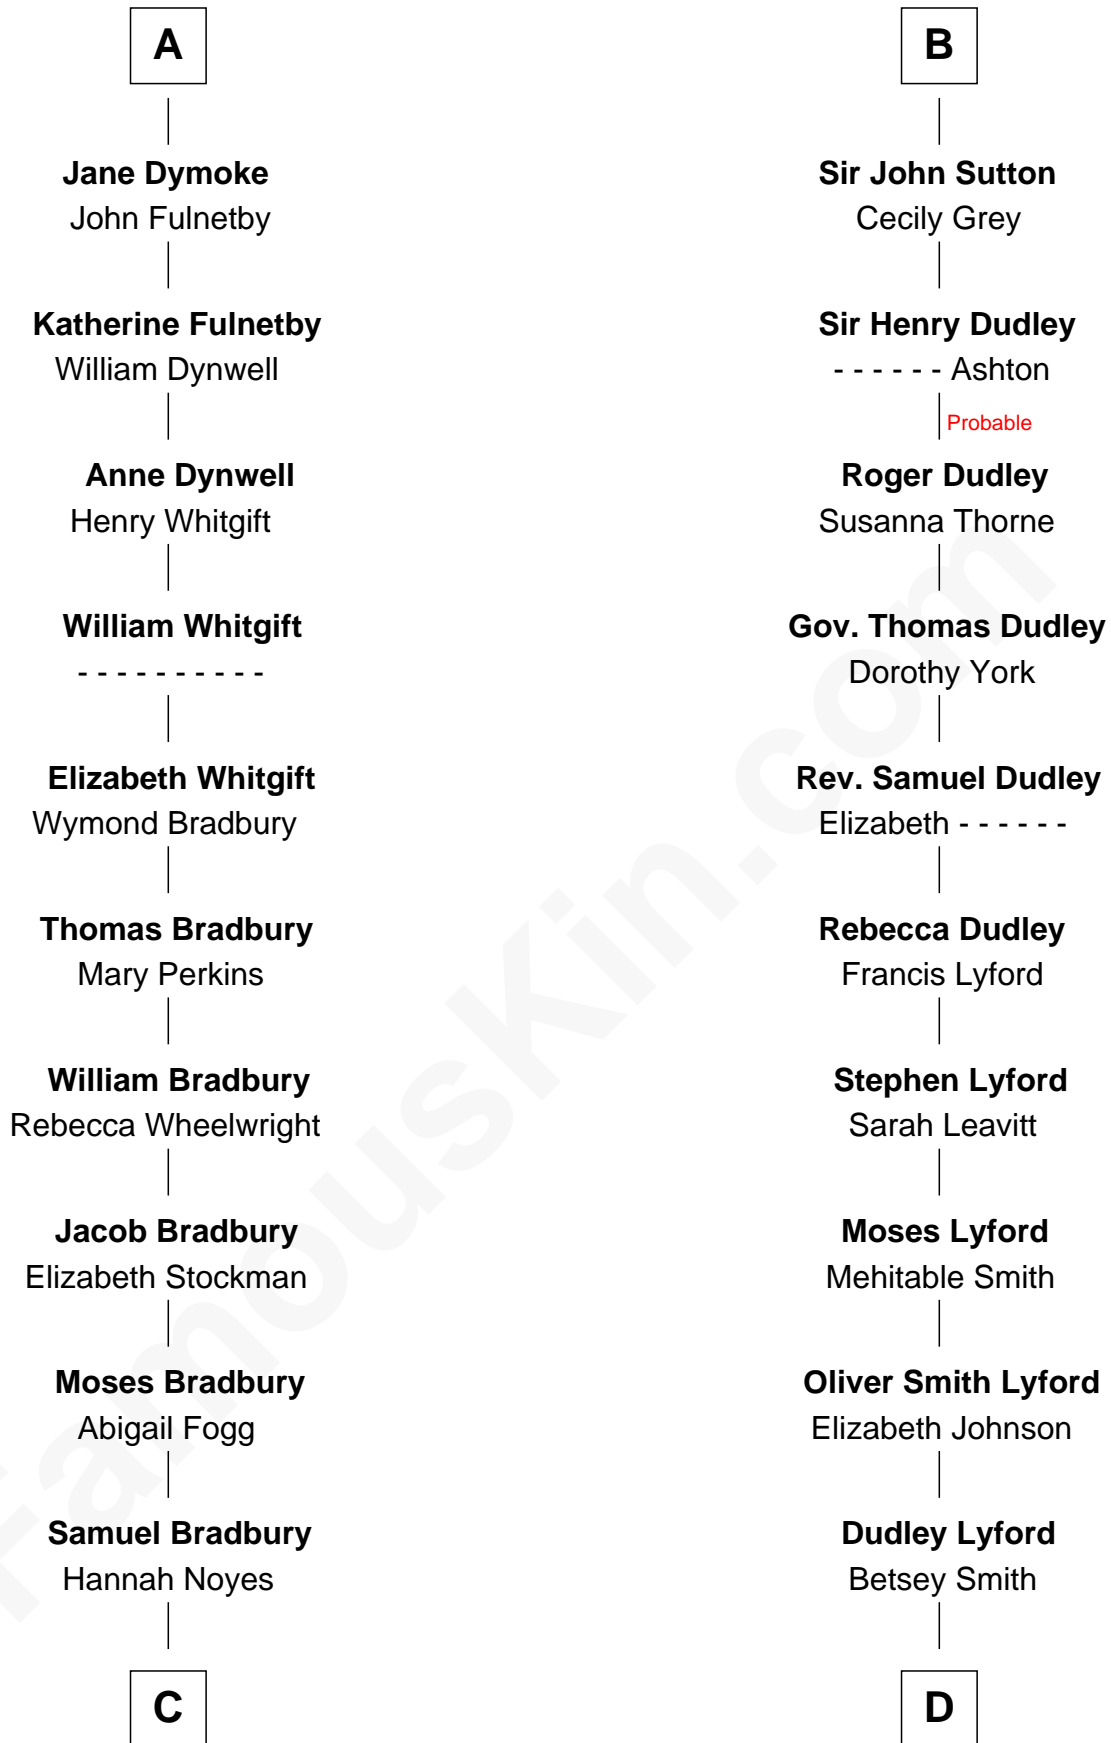 A
Jane Dymoke
John Fulnetby
Katherine Fulnetby
William Dynwell
Anne Dynwell
Henry Whitgift
William Whitgift
- - - - - - - - - -
Elizabeth Whitgift
Wymond Bradbury
Thomas Bradbury
Mary Perkins
William Bradbury
Rebecca Wheelwright
Jacob Bradbury
Elizabeth Stockman
Moses Bradbury
Abigail Fogg
Samuel Bradbury
Hannah Noyes
C
B
Sir John Sutton
Cecily Grey
Sir Henry Dudley
- - - - - - Ashton
Probable
Roger Dudley
Susanna Thorne
Gov. Thomas Dudley
Dorothy York
Rev. Samuel Dudley
Elizabeth - - - - - -
Rebecca Dudley
Francis Lyford
Stephen Lyford
Sarah Leavitt
Moses Lyford
Mehitable Smith
Oliver Smith Lyford
Elizabeth Johnson
Dudley Lyford
Betsey Smith
D
FamousKin.com